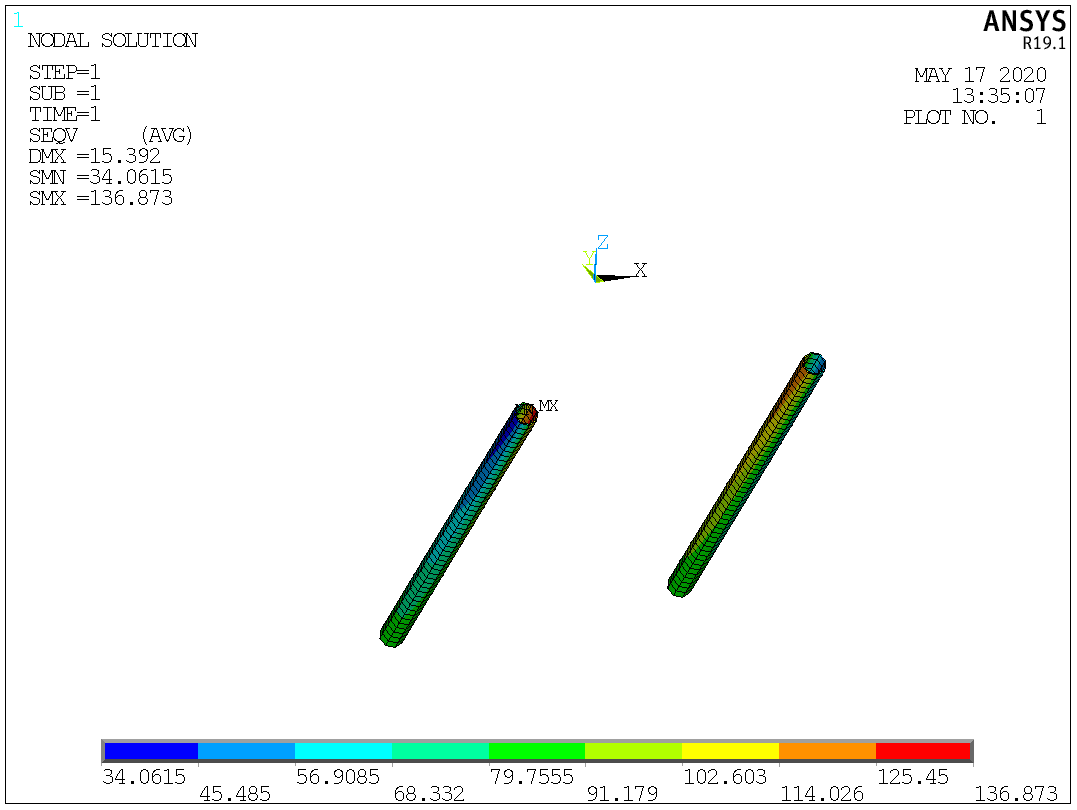 1
ANSYS
R19.1
NODAL SOLUTION
STEP=1
SUB =1
TIME=1
SEQV     (AVG)
DMX =15.392
SMN =34.0615
SMX =136.873
MAY 17 2020
13:35:07
PLOT NO.   1
Z
Y
X
MN MX
34.0615 56.9085 79.7555 102.603 125.45
45.485 68.332 91.179 114.026 136.873